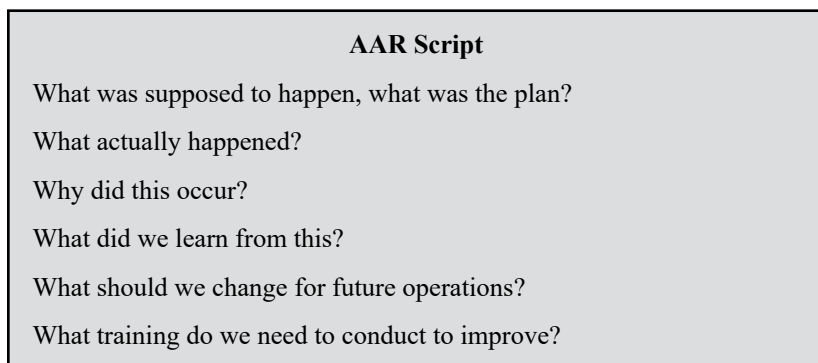 AAR Script
What was supposed to happen, what was the plan?
What actually happened?
Why did this occur?
What did we learn from this?
What should we change for future operations?
What training do we need to conduct to improve?